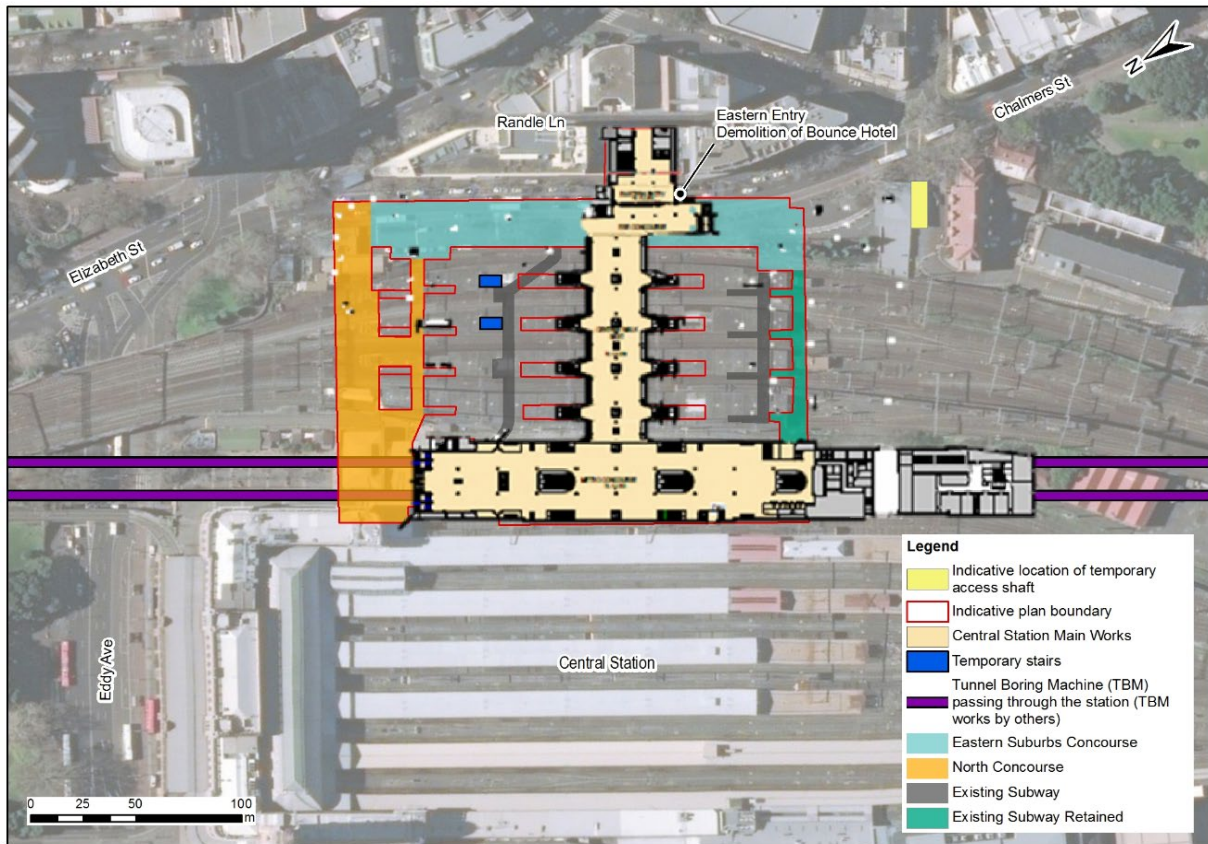 N
Chalmers St
Randle Ln
Eastern Entry
Demolition of Bounce Hotel
Elizabeth St
Eddy Ave
Central Station
Legend
Indicative location of temporary
access shaft
Indicative plan boundary
Central Station Main Works
Temporary stairs
Tunnel Boring Machine (TBM)
passing through the station (TBM
works by others)
Eastern Suburbs Concourse
North Concourse
Existing Subway
Existing Subway Retained
0 25 50 100
m